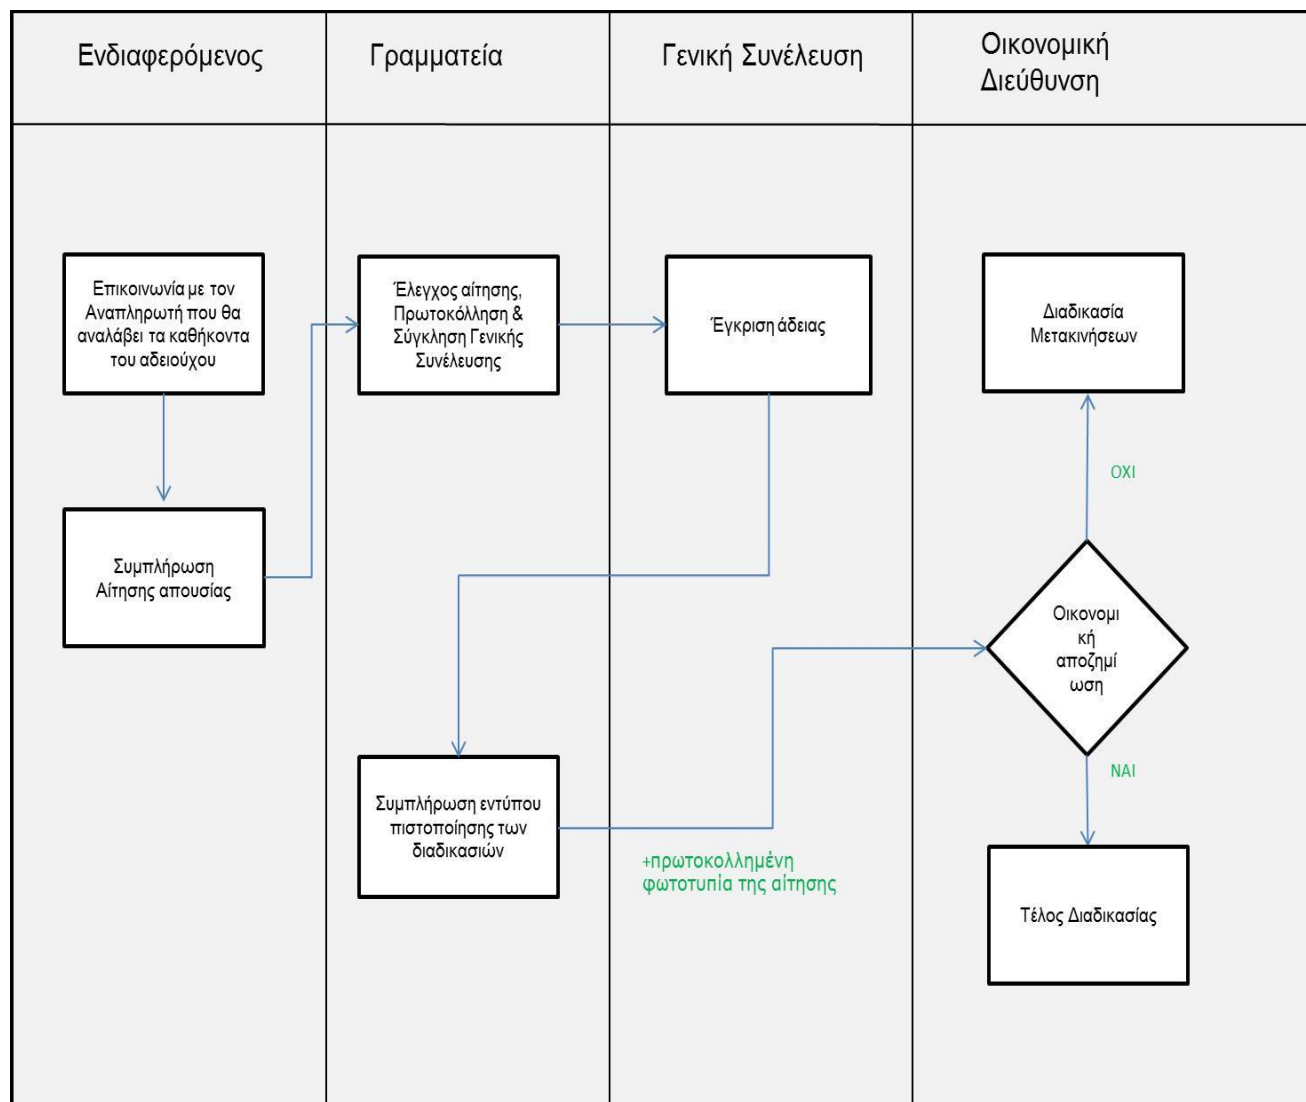 Ενδιαφερόμενος
Γραμματεία
Γενική Συνέλευση
Οικονομική
Διεύθυνση
Επικοινωνία με τον
Αναπληρωτή που θα
αναλάβει τα καθήκοντα
του αδειούχου
Έλεγχος αίτησης,
Πρωτοκόλληση &
Σύγκληση Γενικής
Συνέλευσης
Έγκριση άδειας
Διαδικασία
Μετακινήσεων
ΟΧΙ
Συμπλήρωση
Αίτησης απουσίας
Οικονομι
κή
αποζημί
ωση
ΝΑΙ
Συμπλήρωση εντύπου
πιστοποίησης των
διαδικασιών
+πρωτοκολλημένη
φωτοτυπία της αίτησης
Τέλος Διαδικασίας